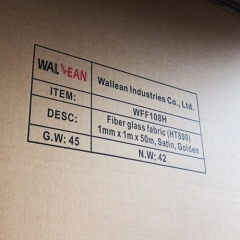 WALLEAN Wallean Industries Co., Ltd.
ITEM: WFF108H
DESC: Fiber glass fabric (HT800)
1mm x 1m x 50m, Satin, Golden
G.W: 45 N.W: 42